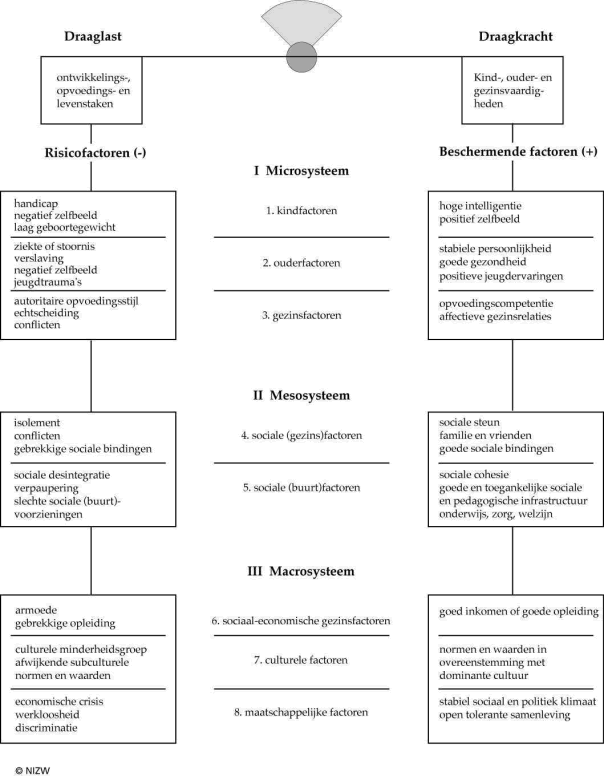 Draaglast
Draagkracht
ontwikkelings-,
opvoedings- en
levenstaken
Kind-, ouder- en
gezinsvaardig-
heden
Risicofactoren (-)
Beschermende factoren (+)
I Microsysteem
handicap
negatief zelfbeeld
laag geboortegewicht
1. kindfactoren
hoge intelligentie
positief zelfbeeld
ziekte of stoornis
verslaving
negatief zelfbeeld
jeugdtrauma's
2. ouderfactoren
stabiele persoonlijkheid
goede gezondheid
positieve jeugdervaringen
autoritaire opvoedingsstijl
echtscheiding
conflicten
3. gezinsfactoren
opvoedingscompetentie
affectieve gezinsrelaties
II Mesosysteem
isolement
conflicten
gebrekkige sociale bindingen
4. sociale (gezins)factoren
sociale steun
familie en vrienden
goede sociale bindingen
sociale desintegratie
verpaupering
slechte sociale (buurt)-
voorzieningen
5. sociale (buurt)factoren
sociale cohesie
goede en toegankelijke sociale
en pedagogische infrastructuur
onderwijs, zorg, welzijn
III Macrosysteem
armoede
gebrekkige opleiding
6. sociaal-economische gezinsfactoren
goed inkomen of goede opleiding
culturele minderheidsgroep
afwijkende subculturele
normen en waarden
7. culturele factoren
normen en waarden in
overeenstemming met
dominante cultuur
economische crisis
werkloosheid
discriminatie
8. maatschappelijke factoren
stabiel sociaal en politiek klimaat
open tolerante samenleving
© NIZW